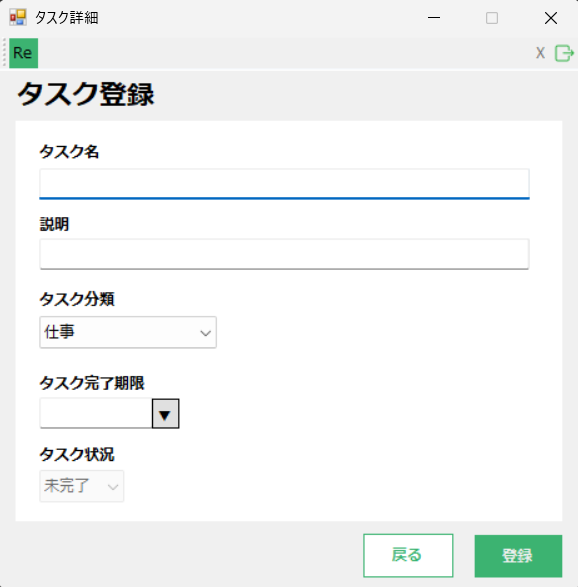 タスク詳細
Re
X
タスク登録
タスク名
説明
タスク分類
仕事
タスク完了期限
タスク状況
未完了
戻る
登録